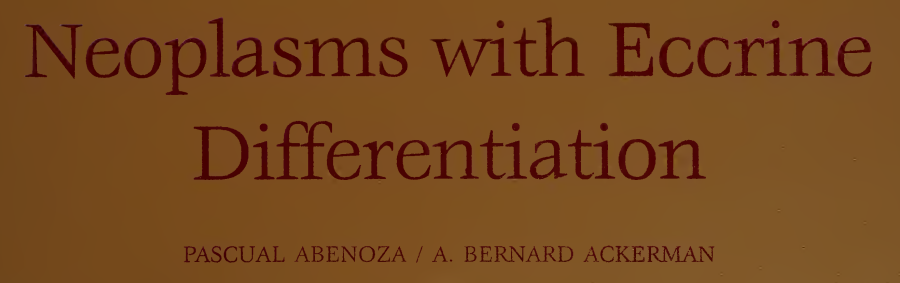 Neoplasms with Eccrine
Differentiation
PASCUAL ABENOZA / A. BERNARD ACKERMAN